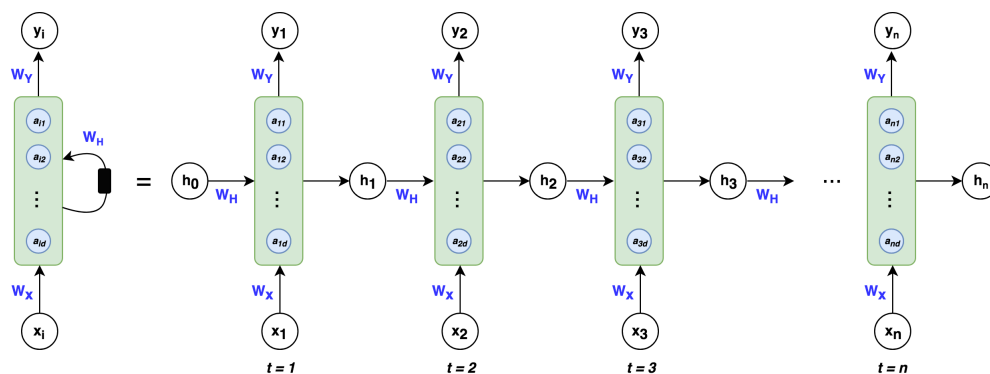 yi y1 y2 y3 yn
WY WY WY WY WY
ai1 a11 a21 a31 an1
WH
ai2 a12 a22 a32 an2
= h0 h1 h2 h3 ... hn
WH WH WH WH
⋮ ⋮ ⋮ ⋮ ⋮
aid a1d a2d a3d and
WX WX WX WX WX
xi x1 x2 x3 xn
t = 1 t = 2 t = 3 t = n